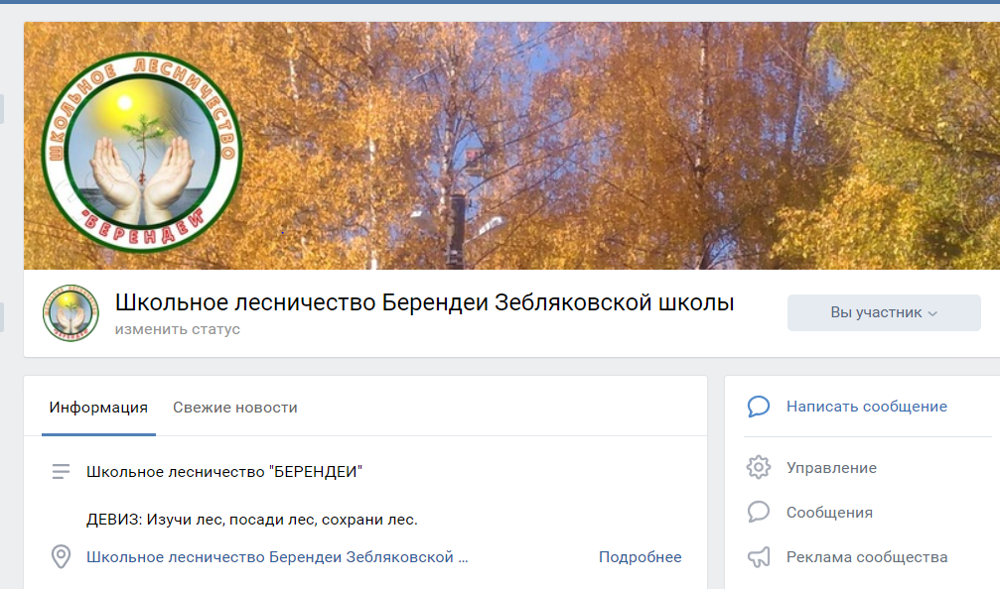 ШКОЛЬНОЕ ЛЕСНИЧЕСТВО
"БЕРЕНДЕИ"
Школьное лесничество Берендеи Зебляковской школы
изменить статус
Вы участник
Информация
Свежие новости
Школьное лесничество "БЕРЕНДЕИ"
ДЕВИЗ: Изучи лес, посади лес, сохрани лес.
Школьное лесничество Берендеи Зебляковской ...
Подробнее
Написать сообщение
Управление
Сообщения
Реклама сообщества